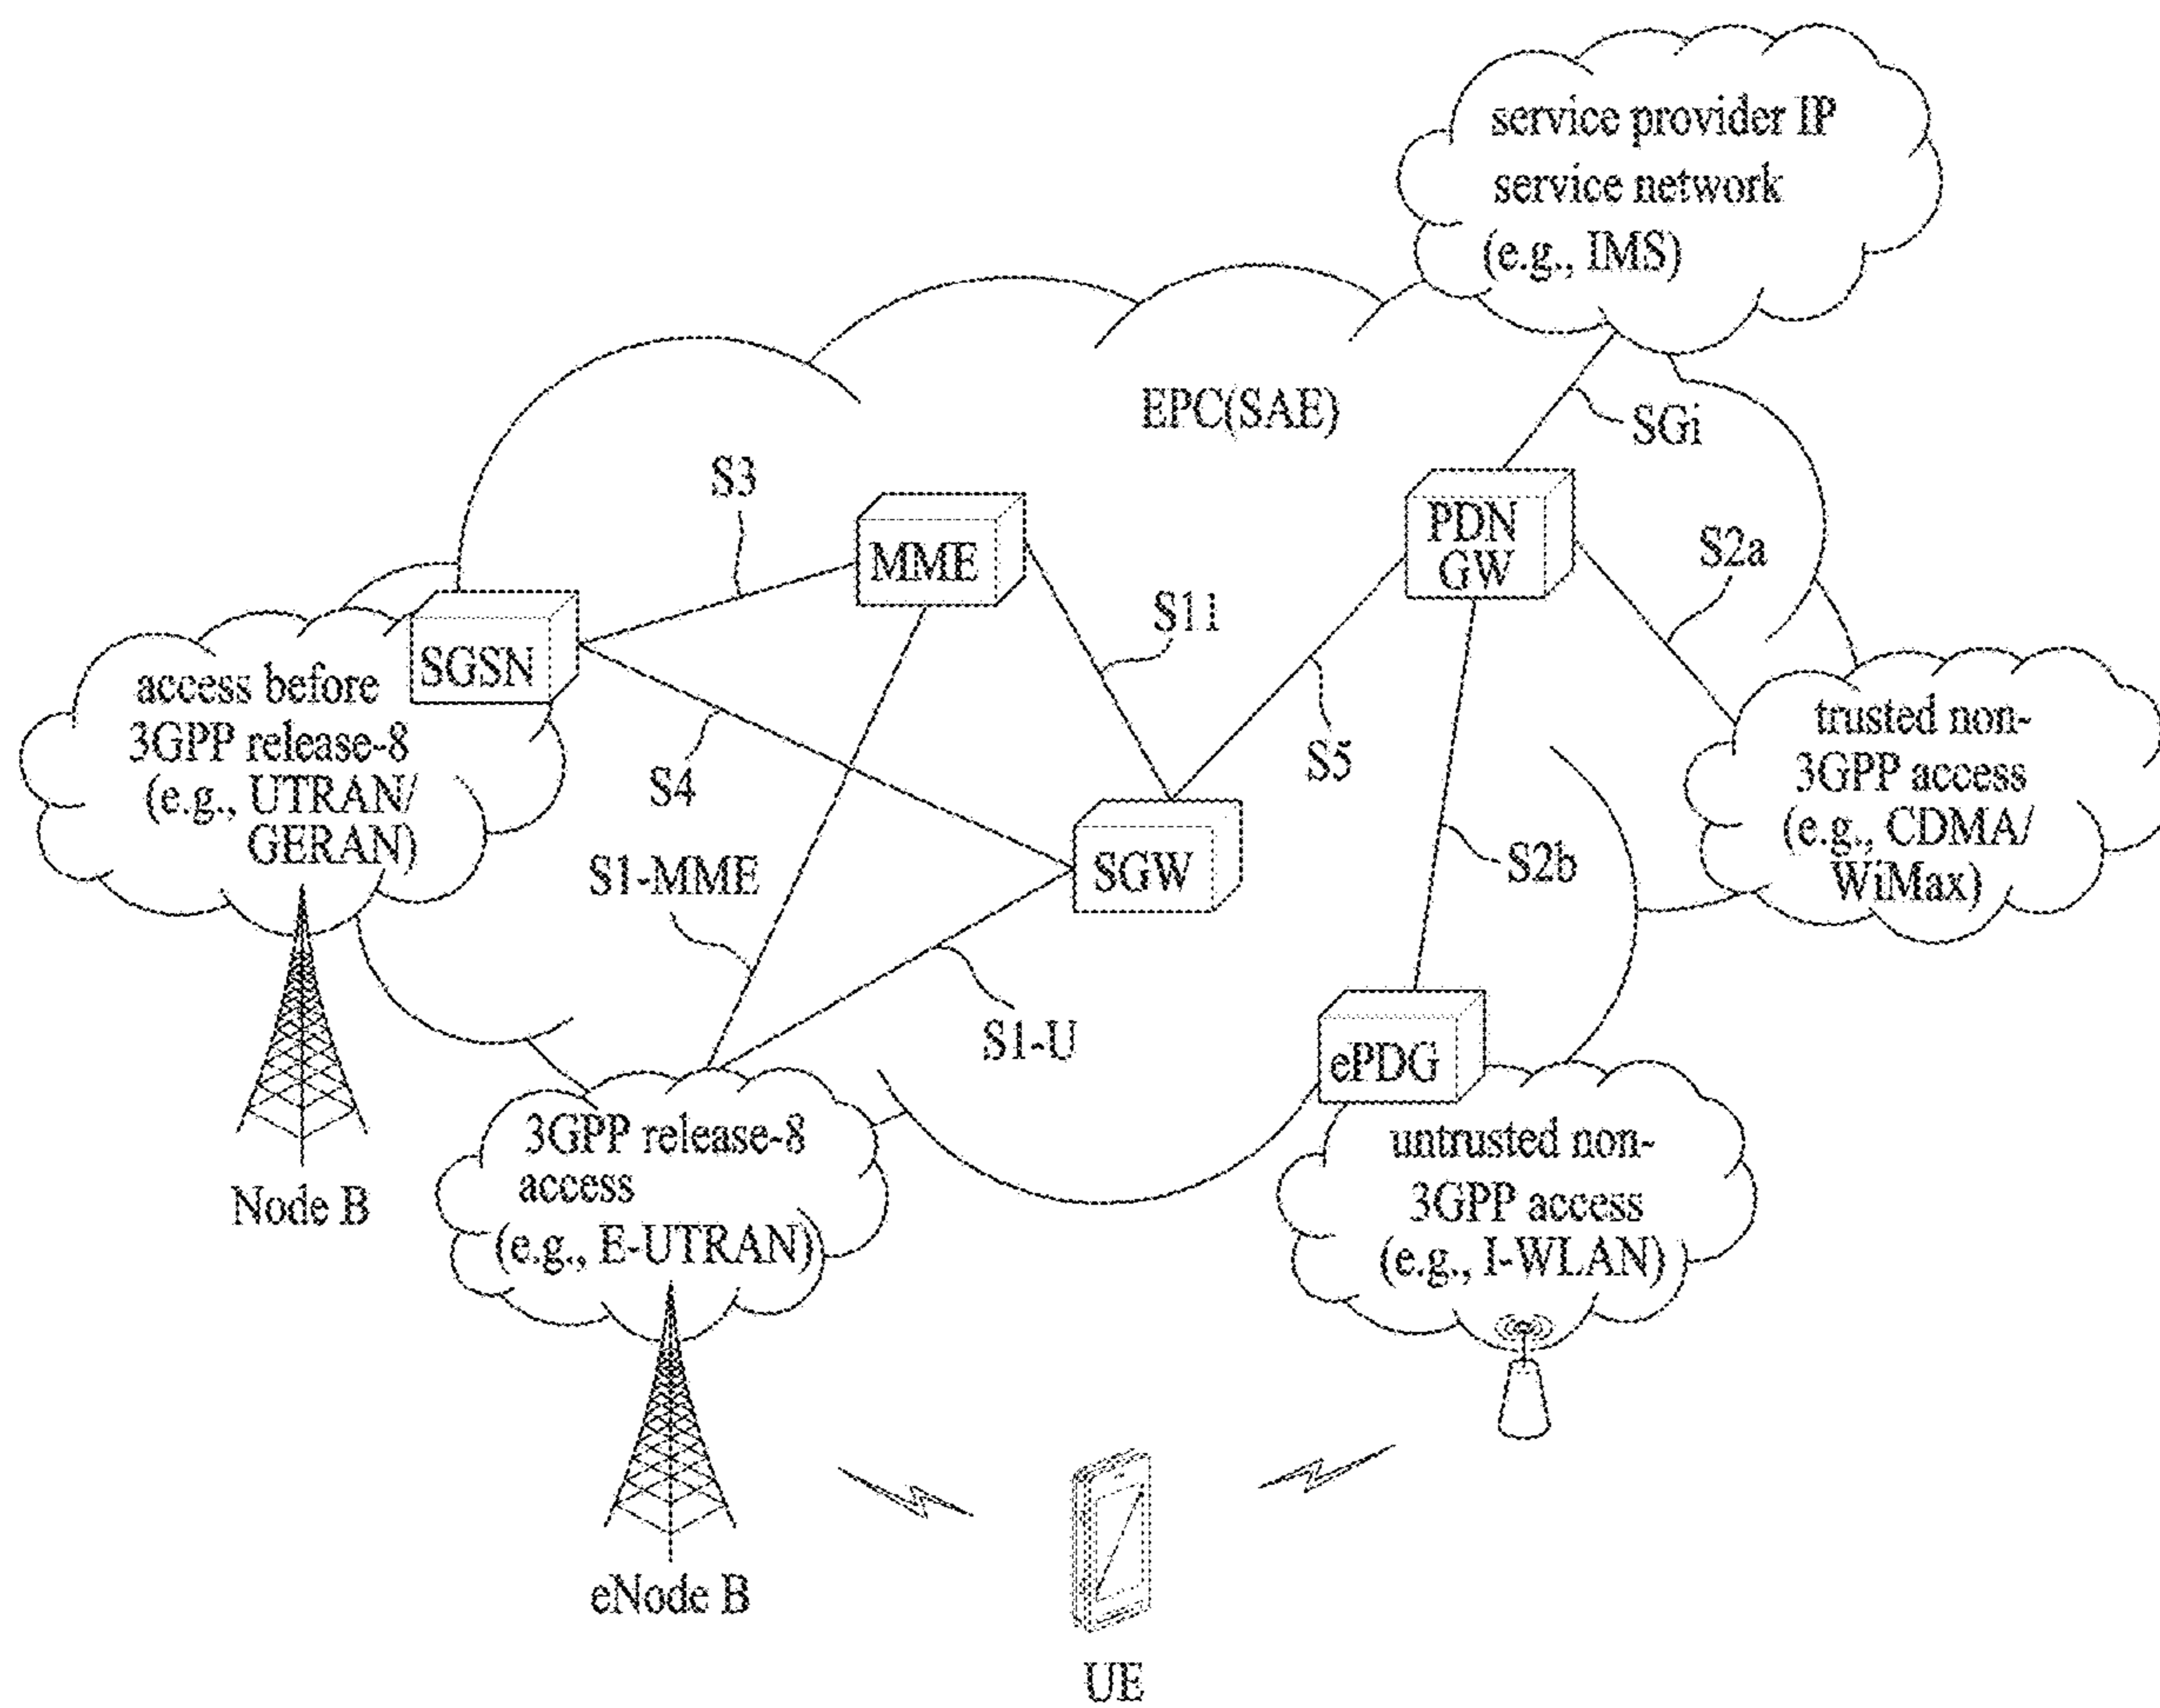 service provider IP
service network
(e.g., IMS)
EPC(SAE)
SGi
S3
MME
PDN
GW
S2a
S11
SGSN
access before
3GPP release-8
(e.g., UTRAN/
GERAN)
S4
S5
trusted non-
3GPP access
(e.g., CDMA/
WiMax)
S1-MME
SGW
S2b
S1-U
ePDG
3GPP release-8
access
(e.g., E-UTRAN)
untrusted non-
3GPP access
(e.g., I-WLAN)
Node B
eNode B
UE